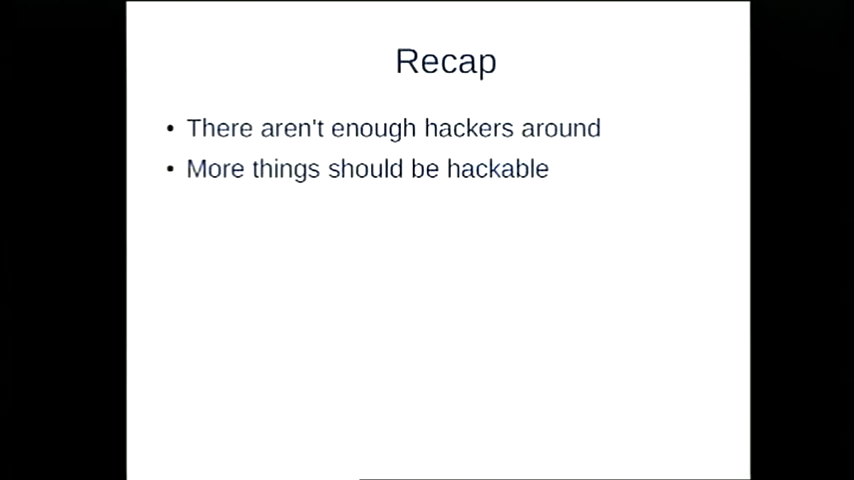 Recap
• There aren't enough hackers around
• More things should be hackable